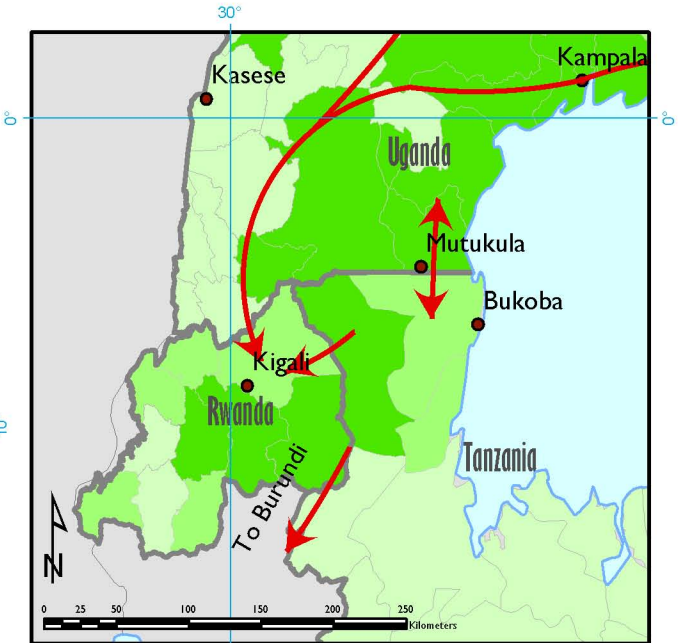 30°
Kampala
Kasese
0°
0°
Uganda
Mutukula
Bukoba
Kigali
Rwanda
Tanzania
To Burundi
N
0 25 50 100 150 200 250
Kilometers